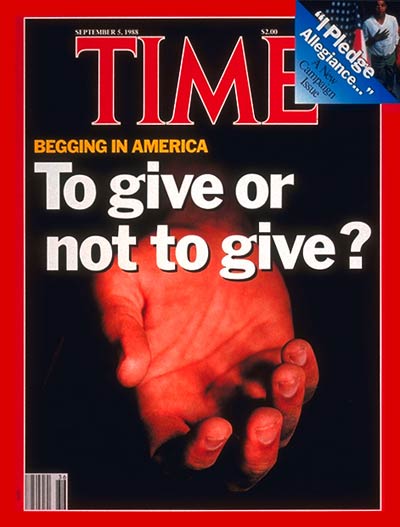 SEPTEMBER 5, 1988
$2.00
TIME
"I Pledge
Allegiance..."
A New
Campaign
Issue
BEGGING IN AMERICA
To give or
not to give?
36